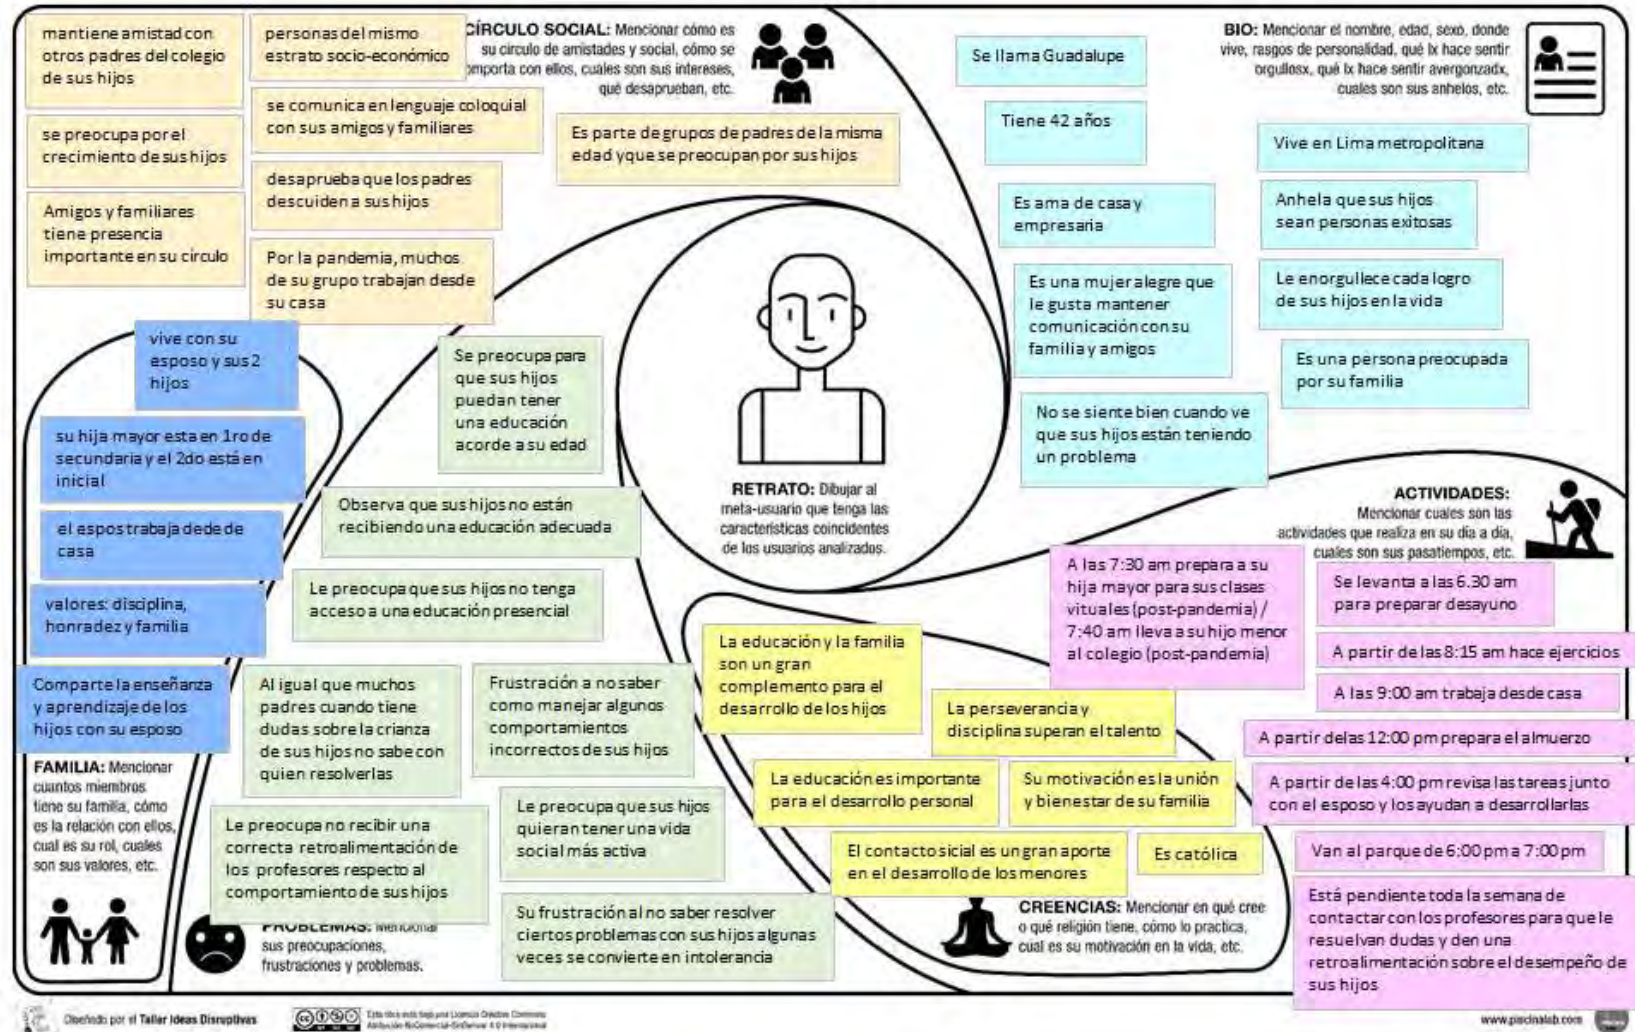 mantiene amistad con
otros padres del colegio
de sus hijos
personas del mismo
estrato socio-económico
se preocupa por el
crecimiento de sus hijos
se comunica en lenguaje coloquial
con sus amigos y familiares
Amigos y familiares
tiene presencia
importante en su circulo
desaprueba que los padres
descuiden a sus hijos
Por la pandemia, muchos
de su grupo trabajan desde
su casa
CÍRCULO SOCIAL: Mencionar cómo es
su circulo de amistades y social, cómo se
omporta con ellos, cuales son sus intereses,
qué desaprueban, etc.
Es parte de grupos de padres de la misma
edad yque se preocupan por sus hijos
BIO: Mencionar el nombre, edad, sexo, donde
vive, rasgos de personalidad, qué lx hace sentir
orgullosx, qué lx hace sentir avergonzadx,
cuales son sus anhelos, etc.
Se llama Guadalupe
Tiene 42 años
Es ama de casa y
empresaria
Es una mujer alegre que
le gusta mantener
comunicación con su
familia y amigos
No se siente bien cuando ve
que sus hijos están teniendo
un problema
Vive en Lima metropolitana
Anhela que sus hijos
sean personas exitosas
Le enorgullece cada logro
de sus hijos en la vida
Es una persona preocupada
por su familia
RETRATO: Dibujar al
meta-usuario que tenga las
características coincidentes
de los usuarios analizados.
vive con su
esposo y sus 2
hijos
su hija mayor esta en 1ro de
secundaria y el 2do está en
inicial
el espos trabaja dede de
casa
valores: disciplina,
honradez y familia
Comparte la enseñanza
y aprendizaje de los
hijos con su esposo
FAMILIA: Mencionar
cuantos miembros
tiene su familia, cómo
es la relación con ellos,
cual es su rol, cuales
son sus valores, etc.
Se preocupa para
que sus hijos
puedan tener
una educación
acorde a su edad
Observa que sus hijos no están
recibiendo una educación adecuada
Le preocupa que sus hijos no tenga
acceso a una educación presencial
Al igual que muchos
padres cuando tiene
dudas sobre la crianza
de sus hijos no sabe con
quien resolverlas
Frustración a no saber
como manejar algunos
comportamientos
incorrectos de sus hijos
Le preocupa no recibir una
correcta retroalimentación de
los profesores respecto al
comportamiento de sus hijos
Le preocupa que sus hijos
quieran tener una vida
social más activa
Su frustración al no saber resolver
ciertos problemas con sus hijos algunas
veces se convierte en intolerancia
PROBLEMAS: Mencionar
sus preocupaciones,
frustraciones y problemas.
La educación y la familia
son un gran
complemento para el
desarrollo de los hijos
La perseverancia y
disciplina superan el talento
La educación es importante
para el desarrollo personal
Su motivación es la unión
y bienestar de su familia
El contacto sicial es un gran aporte
en el desarrollo de los menores
Es católica
CREENCIAS: Mencionar en qué cree
o qué religión tiene, cómo lo practica,
cual es su motivación en la vida, etc.
ACTIVIDADES:
Mencionar cuales son las
actividades que realiza en su día a día,
cuales son sus pasatiempos, etc.
A las 7:30 am prepara a su
hija mayor para sus clases
vituales (post-pandemia) /
7:40 am lleva a su hijo menor
al colegio (post-pandemia)
Se levanta a las 6.30 am
para preparar desayuno
A partir de las 8:15 am hace ejercicios
A las 9:00 am trabaja desde casa
A partir delas 12:00 pm prepara el almuerzo
A partir de las 4:00 pm revisa las tareas junto
con el esposo y los ayudan a desarrollarlas
Van al parque de 6:00 pm a 7:00 pm
Está pendiente toda la semana de
contactar con los profesores para que le
resuelvan dudas y den una
retroalimentación sobre el desempeño de
sus hijos
Diseñado por el Taller Ideas Disruptivas
Esta obra está bajo una Licencia Creative Commons
Atribución-NoComercial-SinDerivar 4.0 Internacional
www.piscinalab.com